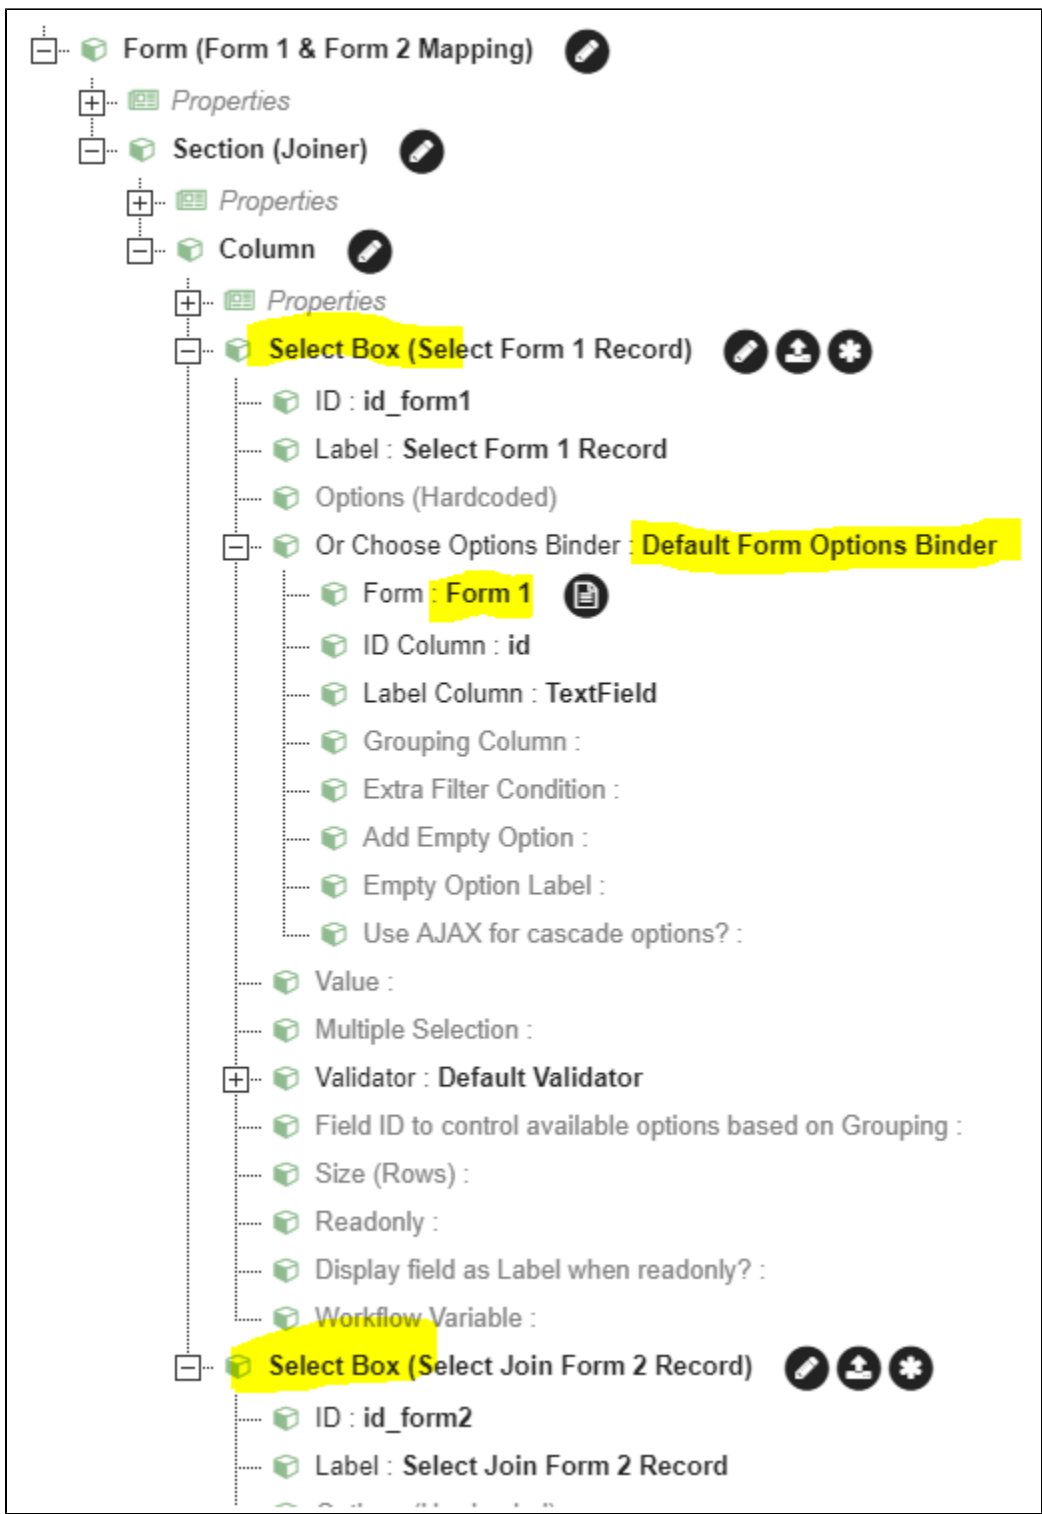 Form (Form 1 & Form 2 Mapping)
Properties
Section (Joiner)
Properties
Column
Properties
Select Box (Select Form 1 Record)
ID : id_form1
Label : Select Form 1 Record
Options (Hardcoded)
Or Choose Options Binder : Default Form Options Binder
Form : Form 1
ID Column : id
Label Column : TextField
Grouping Column :
Extra Filter Condition :
Add Empty Option :
Empty Option Label :
Use AJAX for cascade options? :
Value :
Multiple Selection :
Validator : Default Validator
Field ID to control available options based on Grouping :
Size (Rows) :
Readonly :
Display field as Label when readonly? :
Workflow Variable :
Select Box (Select Join Form 2 Record)
ID : id_form2
Label : Select Join Form 2 Record